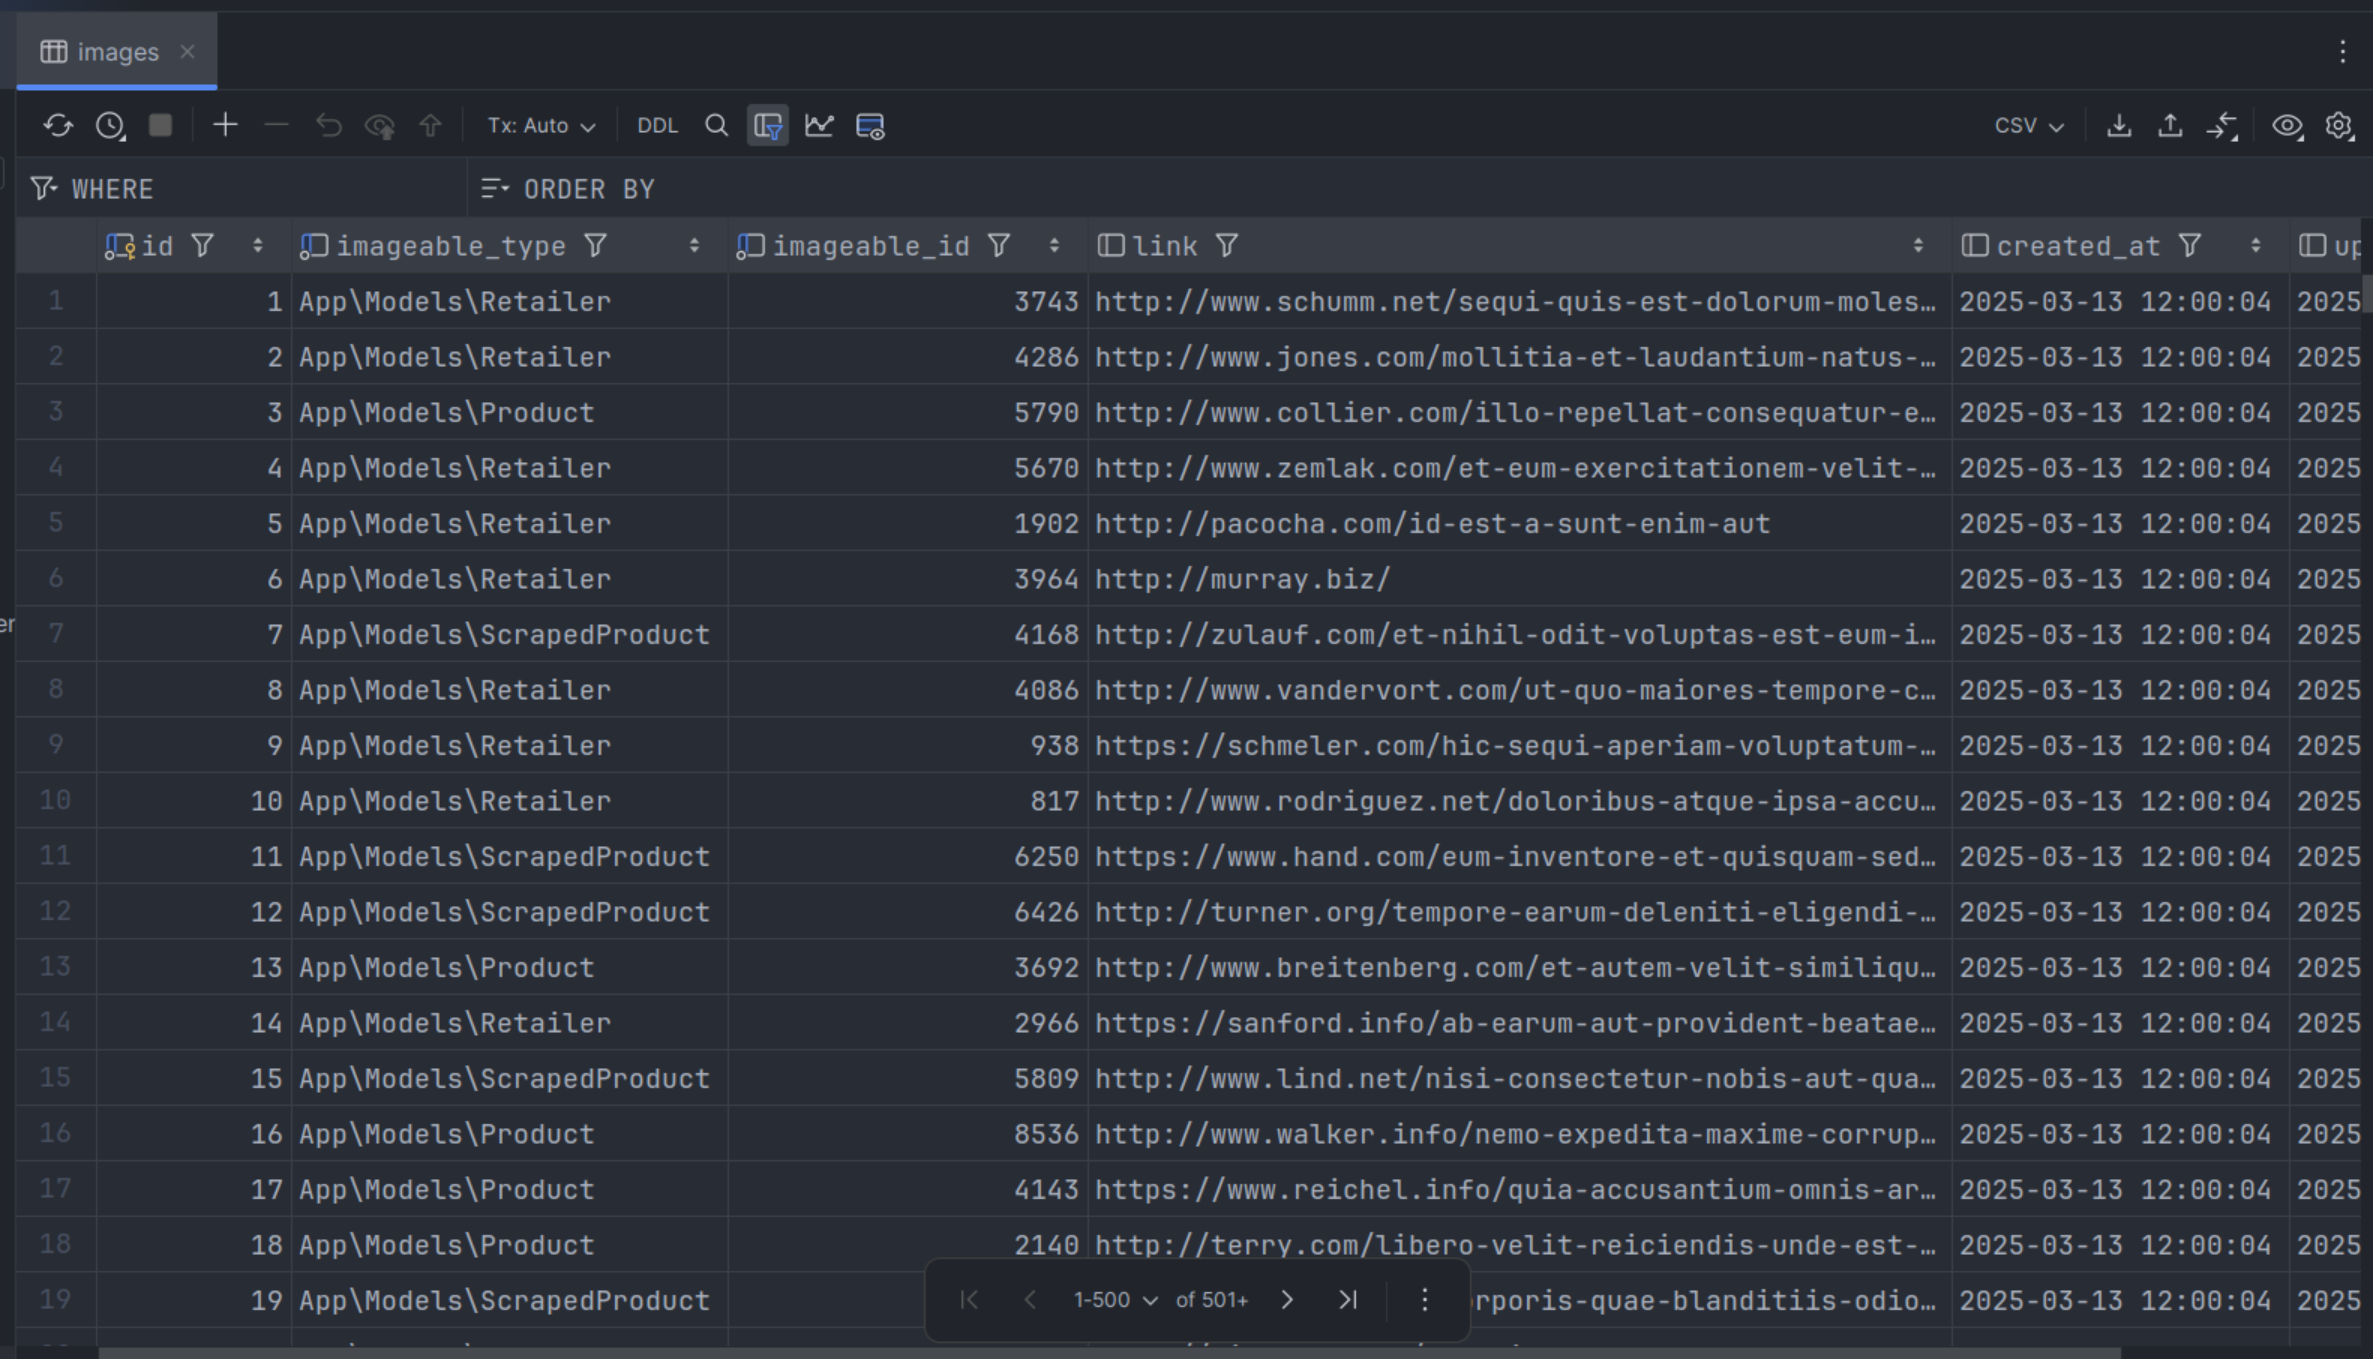 images
Tx: Auto DDL CSV
WHERE ORDER BY
id imageable_type imageable_id link created_at up
1 1 App\Models\Retailer 3743 http://www.schumm.net/sequi-quis-est-dolorum-moles… 2025-03-13 12:00:04 2025
2 2 App\Models\Retailer 4286 http://www.jones.com/mollitia-et-laudantium-natus-… 2025-03-13 12:00:04 2025
3 3 App\Models\Product 5790 http://www.collier.com/illo-repellat-consequatur-e… 2025-03-13 12:00:04 2025
4 4 App\Models\Retailer 5670 http://www.zemlak.com/et-eum-exercitationem-velit-… 2025-03-13 12:00:04 2025
5 5 App\Models\Retailer 1902 http://pacocha.com/id-est-a-sunt-enim-aut 2025-03-13 12:00:04 2025
6 6 App\Models\Retailer 3964 http://murray.biz/ 2025-03-13 12:00:04 2025
er
7 7 App\Models\ScrapedProduct 4168 http://zulauf.com/et-nihil-odit-voluptas-est-eum-i… 2025-03-13 12:00:04 2025
8 8 App\Models\Retailer 4086 http://www.vandervort.com/ut-quo-maiores-tempore-c… 2025-03-13 12:00:04 2025
9 9 App\Models\Retailer 938 https://schmeler.com/hic-sequi-aperiam-voluptatum-… 2025-03-13 12:00:04 2025
10 10 App\Models\Retailer 817 http://www.rodriguez.net/doloribus-atque-ipsa-accu… 2025-03-13 12:00:04 2025
11 11 App\Models\ScrapedProduct 6250 https://www.hand.com/eum-inventore-et-quisquam-sed… 2025-03-13 12:00:04 2025
12 12 App\Models\ScrapedProduct 6426 http://turner.org/tempore-earum-deleniti-eligendi-… 2025-03-13 12:00:04 2025
13 13 App\Models\Product 3692 http://www.breitenberg.com/et-autem-velit-similiqu… 2025-03-13 12:00:04 2025
14 14 App\Models\Retailer 2966 https://sanford.info/ab-earum-aut-provident-beatae… 2025-03-13 12:00:04 2025
15 15 App\Models\ScrapedProduct 5809 http://www.lind.net/nisi-consectetur-nobis-aut-qua… 2025-03-13 12:00:04 2025
16 16 App\Models\Product 8536 http://www.walker.info/nemo-expedita-maxime-corrup… 2025-03-13 12:00:04 2025
17 17 App\Models\Product 4143 https://www.reichel.info/quia-accusantium-omnis-ar… 2025-03-13 12:00:04 2025
18 18 App\Models\Product 2140 http://terry.com/libero-velit-reiciendis-unde-est-… 2025-03-13 12:00:04 2025
19 19 App\Models\ScrapedProduct rporis-quae-blanditiis-odio… 2025-03-13 12:00:04 2025
1-500 of 501+